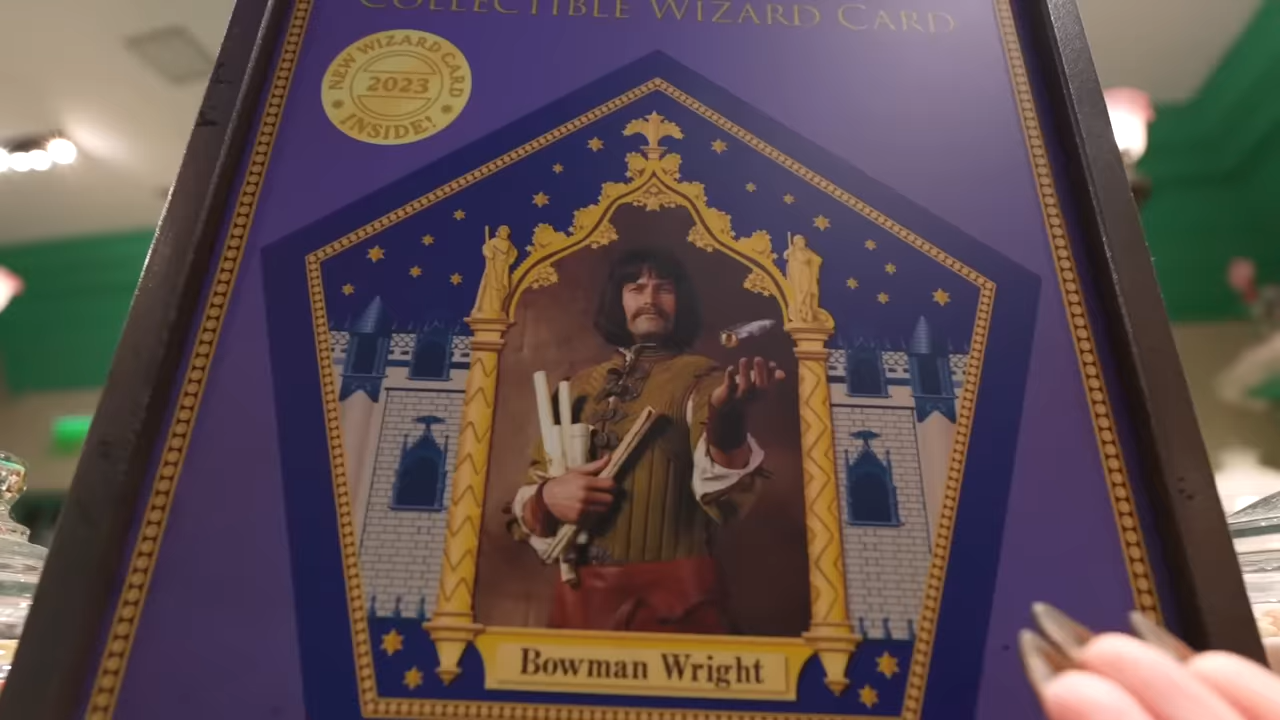 COLLECTIBLE WIZARD CARD
NEW WIZARD CARD
2023
INSIDE!
Bowman Wright